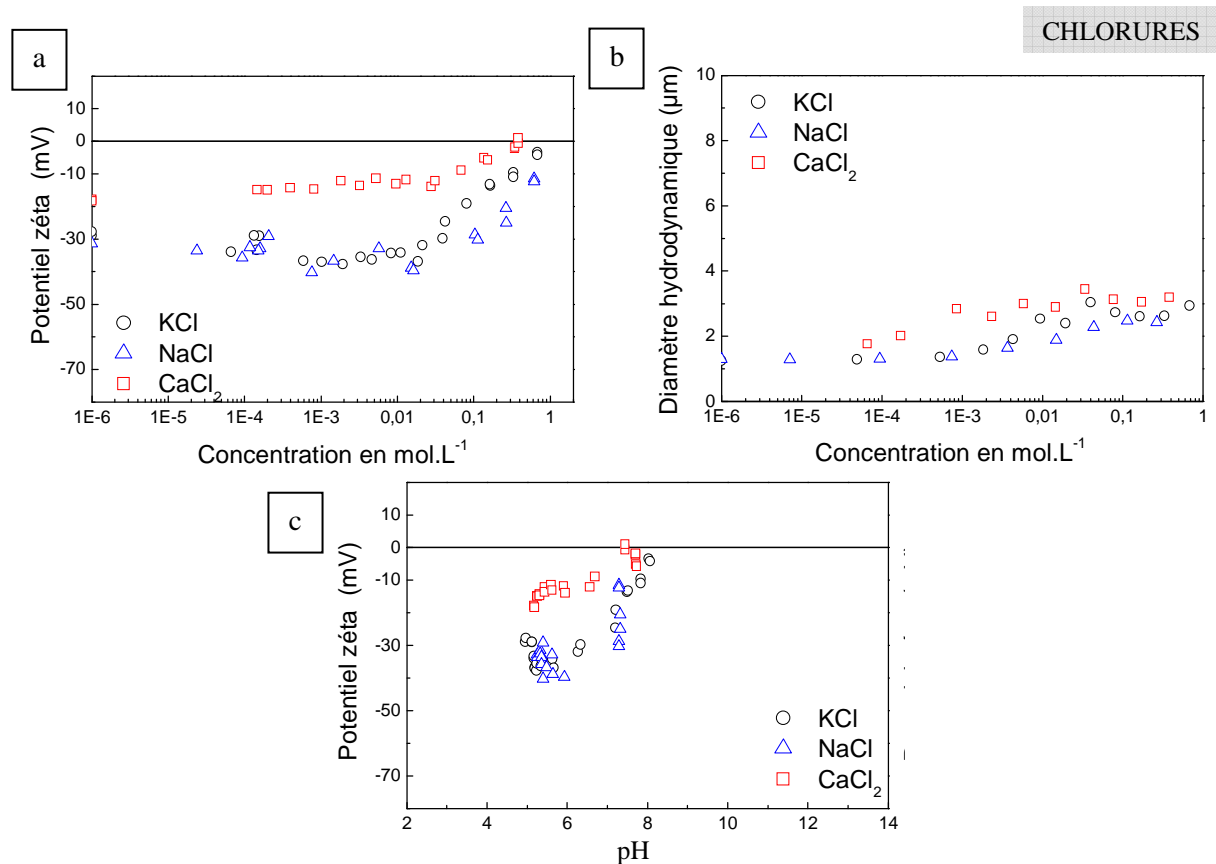 CHLORURES
a
Potentiel zéta (mV)
10
0
-10
-30
-50
-70
KCl
NaCl
CaCl₂
1E-6 1E-5 1E-4 1E-3 0,01 0,1 1
Concentration en mol.L⁻¹
b
Diamètre hydrodynamique (µm)
10
8
6
4
2
0
KCl
NaCl
CaCl₂
1E-6 1E-5 1E-4 1E-3 0,01 0,1 1
Concentration en mol.L⁻¹
c
Potentiel zéta (mV)
10
0
-10
-30
-50
-70
KCl
NaCl
CaCl₂
2 4 6 8 10 12 14
pH